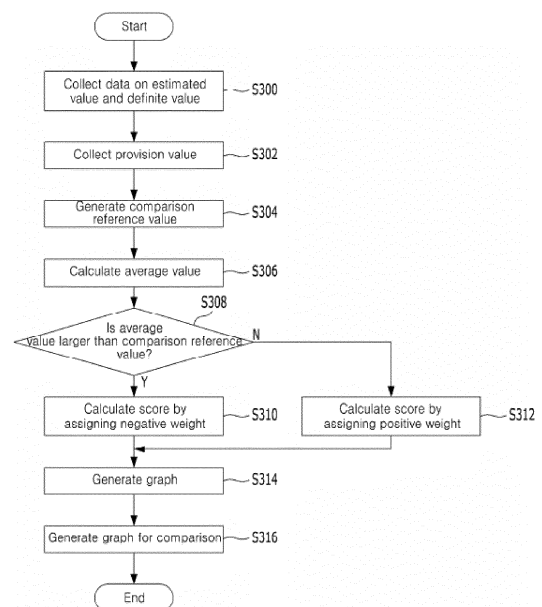 Start
Collect data on estimated
value and definite value
S300
Collect provision value
S302
Generate comparison
reference value
S304
Calculate average value
S306
S308
Is average
value larger than comparison reference
value?
N
Y
Calculate score by
assigning negative weight
S310
Calculate score by
assigning positive weight
S312
Generate graph
S314
Generate graph for comparison
S316
End